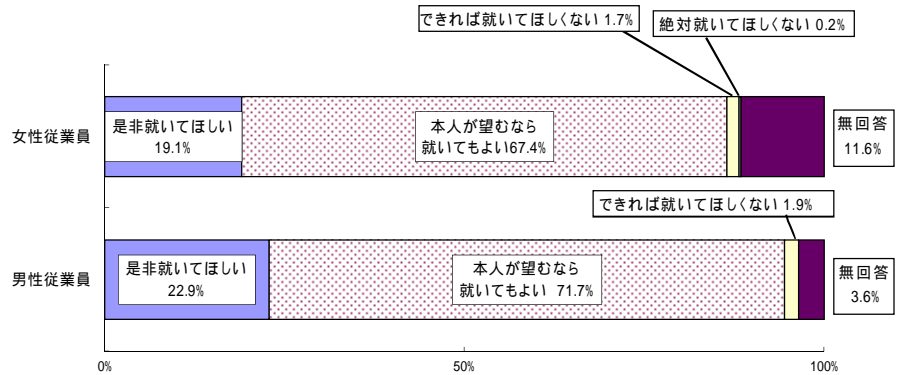 できれば就いてほしくない 1.7%
絶対就いてほしくない 0.2%
女性従業員
是非就いてほしい
19.1%
本人が望むなら
就いてもよい67.4%
無回答
11.6%
できれば就いてほしくない 1.9%
男性従業員
是非就いてほしい
22.9%
本人が望むなら
就いてもよい 71.7%
無回答
3.6%
0%
50%
100%